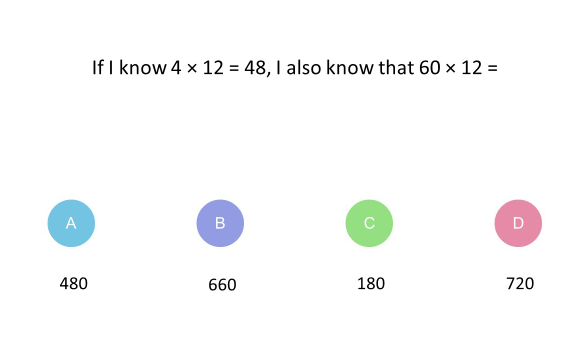 If I know 4 × 12 = 48, I also know that 60 × 12 =
A B C D
480 660 180 720